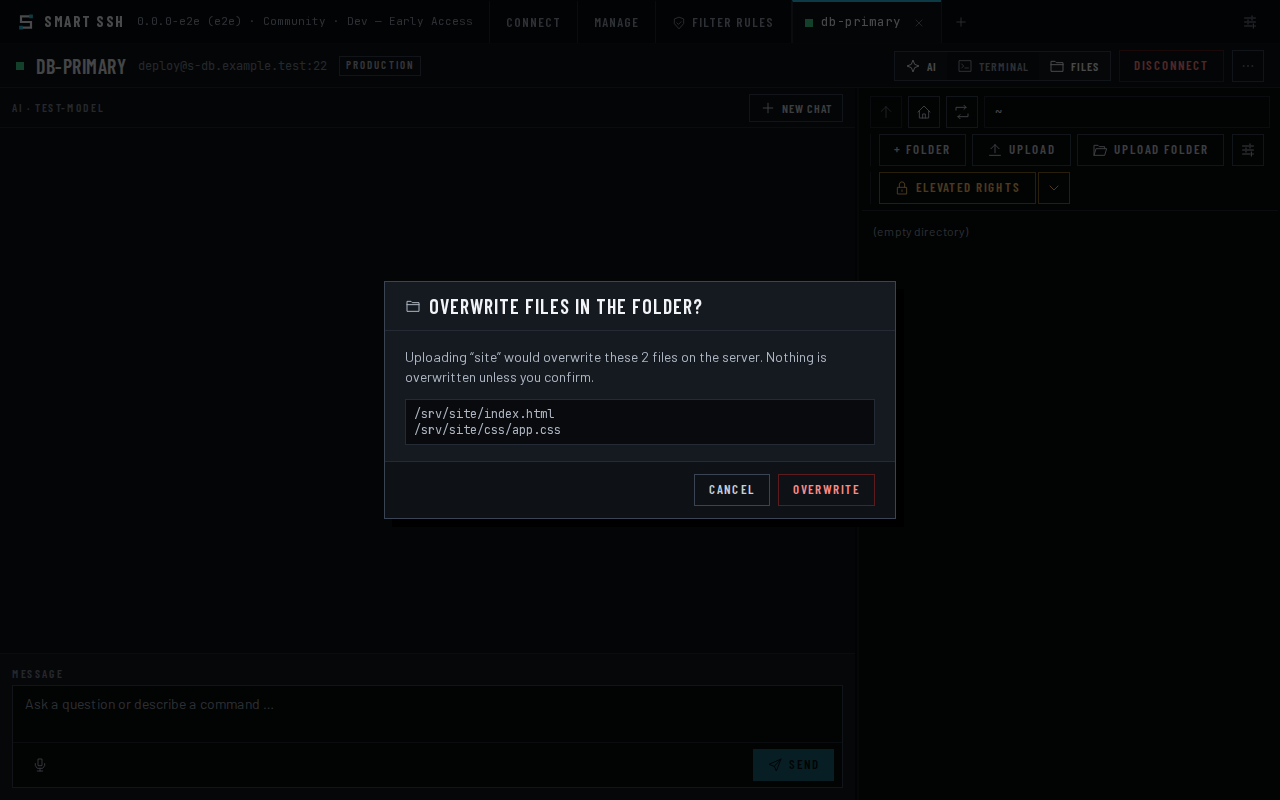 SMART SSH 0.0.0-e2e (e2e) · Community · Dev — Early Access CONNECT MANAGE FILTER RULES db-primary
DB-PRIMARY deploy@s-db.example.test:22 PRODUCTION AI TERMINAL FILES DISCONNECT
AI · TEST-MODEL NEW CHAT
~
+ FOLDER UPLOAD UPLOAD FOLDER
ELEVATED RIGHTS
(empty directory)
OVERWRITE FILES IN THE FOLDER?
Uploading “site” would overwrite these 2 files on the server. Nothing is
overwritten unless you confirm.
/srv/site/index.html
/srv/site/css/app.css
CANCEL OVERWRITE
MESSAGE
Ask a question or describe a command …
SEND